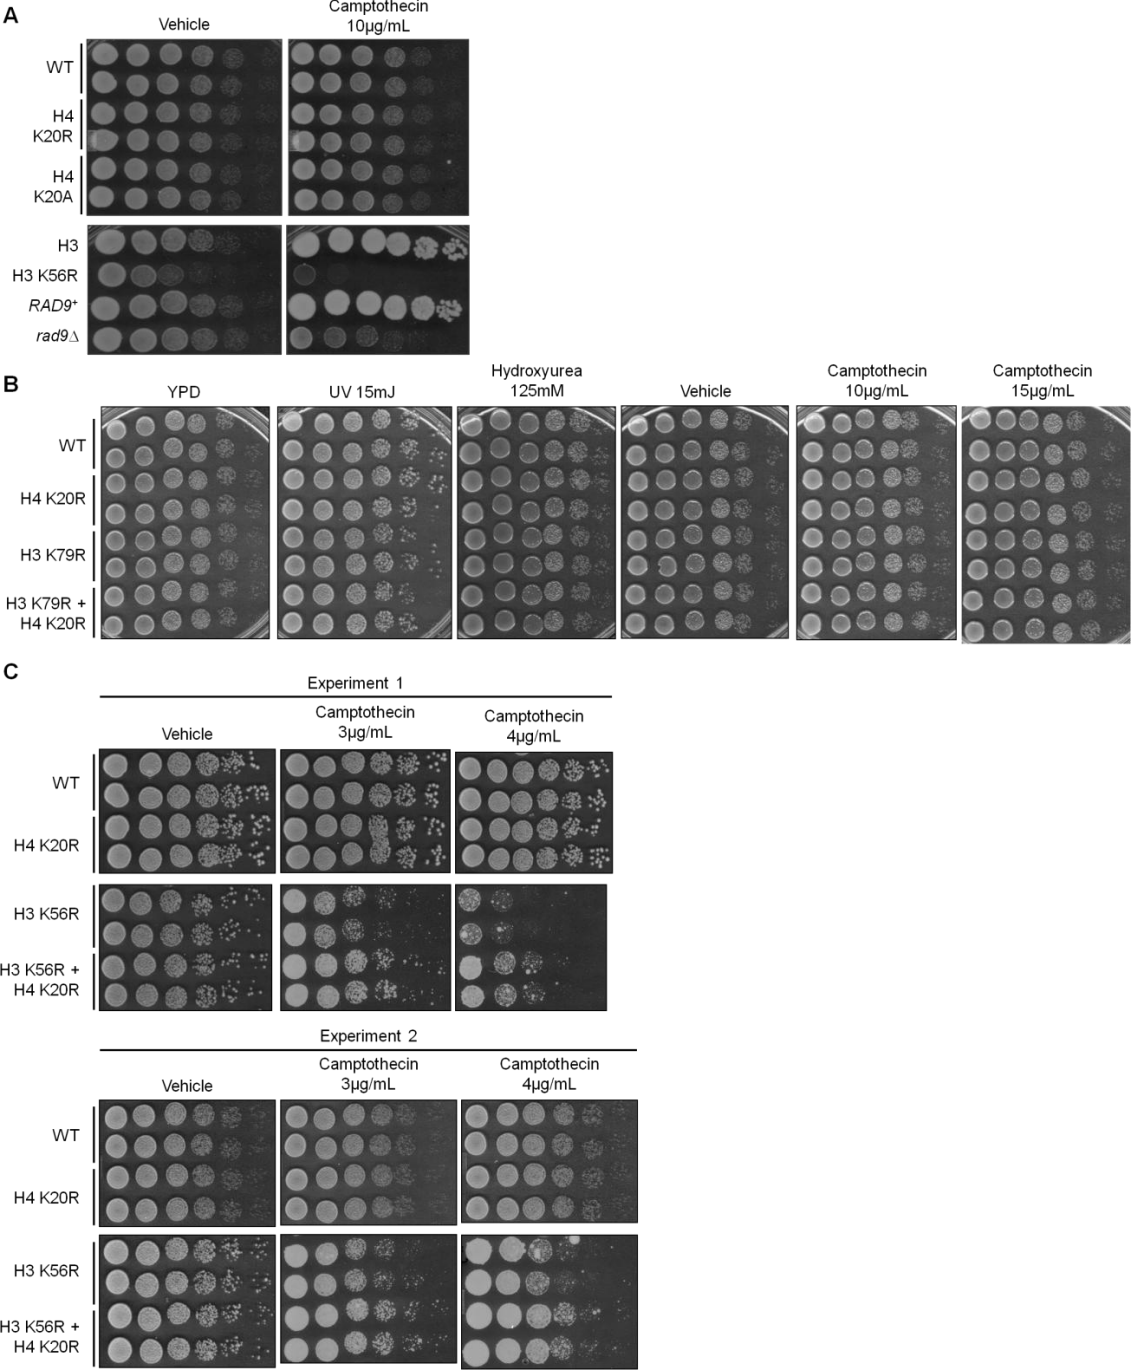 A
Vehicle
Camptothecin
10µg/mL
WT
H4
K20R
H4
K20A
H3
H3 K56R
RAD9⁺
rad9Δ
B
YPD
UV 15mJ
Hydroxyurea
125mM
Vehicle
Camptothecin
10µg/mL
Camptothecin
15µg/mL
WT
H4 K20R
H3 K79R
H3 K79R +
H4 K20R
C
Experiment 1
Vehicle
Camptothecin
3µg/mL
Camptothecin
4µg/mL
WT
H4 K20R
H3 K56R
H3 K56R +
H4 K20R
Experiment 2
Vehicle
Camptothecin
3µg/mL
Camptothecin
4µg/mL
WT
H4 K20R
H3 K56R
H3 K56R +
H4 K20R